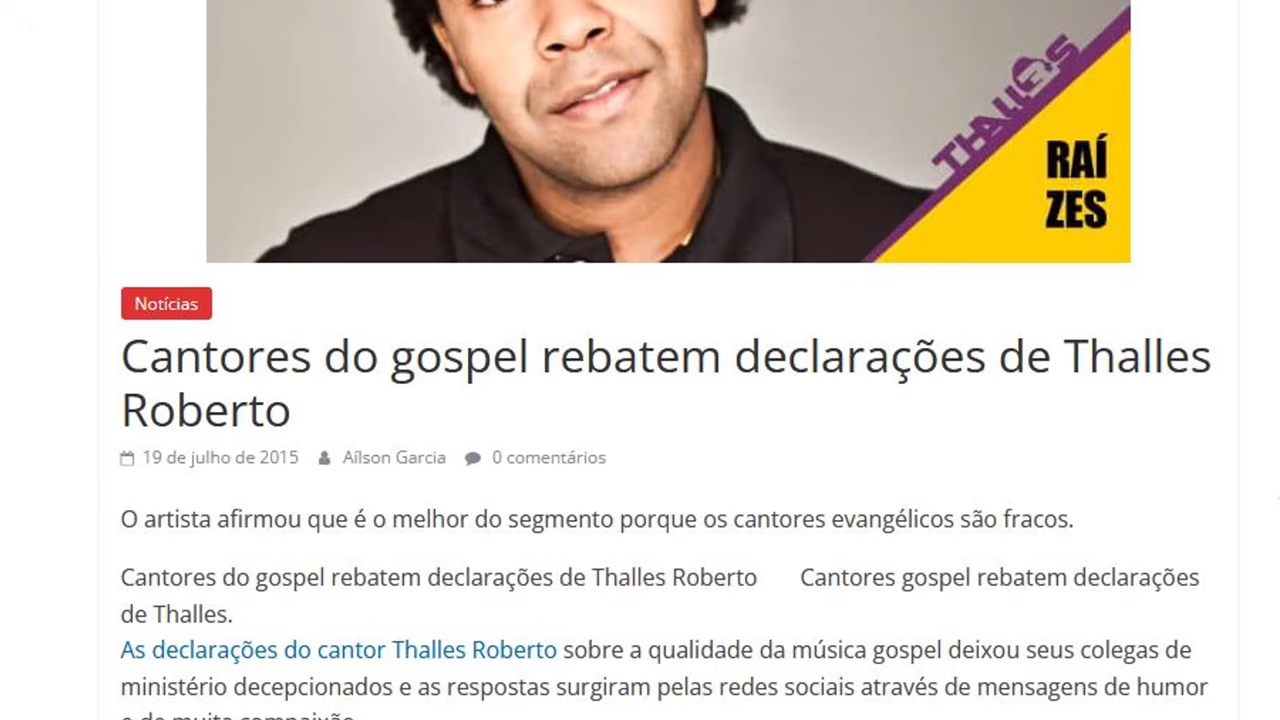 THALLES
RAÍ
ZES
Notícias
Cantores do gospel rebatem declarações de Thalles
Roberto
19 de julho de 2015 Aílson Garcia 0 comentários
O artista afirmou que é o melhor do segmento porque os cantores evangélicos são fracos.
Cantores do gospel rebatem declarações de Thalles Roberto Cantores gospel rebatem declarações
de Thalles.
As declarações do cantor Thalles Roberto sobre a qualidade da música gospel deixou seus colegas de
ministério decepcionados e as respostas surgiram pelas redes sociais através de mensagens de humor
e de muita compaixão